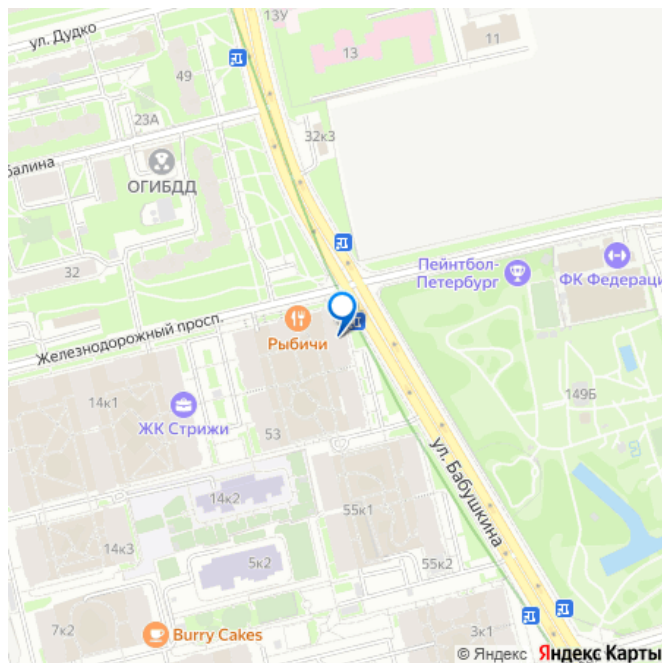 ул. Дудко
13У
13
11
49
23А
32к3
балина
ОГИБДД
32
Пейнтбол-
Петербург
ФК Федераци
Железнодорожный просп.
Рыбичи
14к1
ЖК Стрижи
53
149Б
ул. Бабушкина
14к2
55к1
14к3
5к2
55к2
7к2
Burry Cakes
3к1
© Яндекс Яндекс Карты